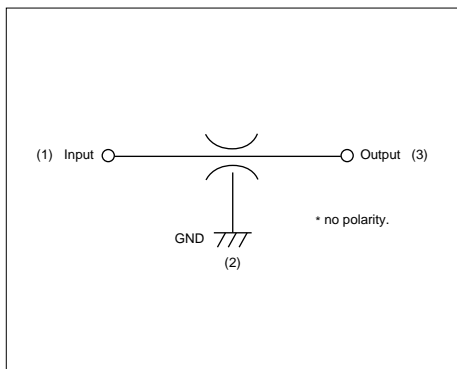 (1) Input Output (3)
* no polarity.
GND
(2)